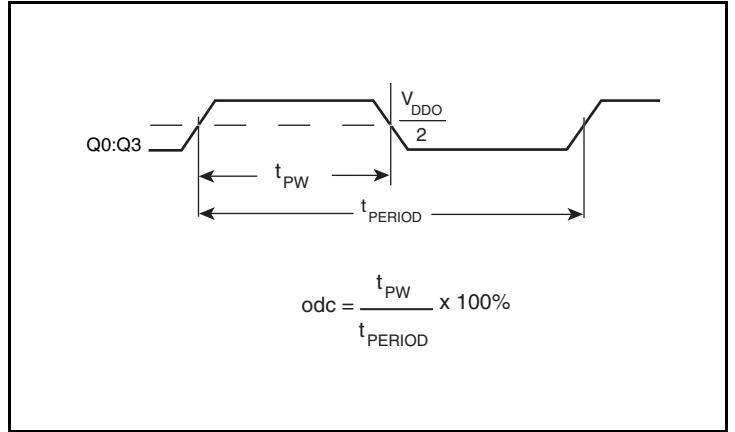 V_DDO
2
Q0:Q3
t_PW
t_PERIOD
odc = t_PW / t_PERIOD x 100%